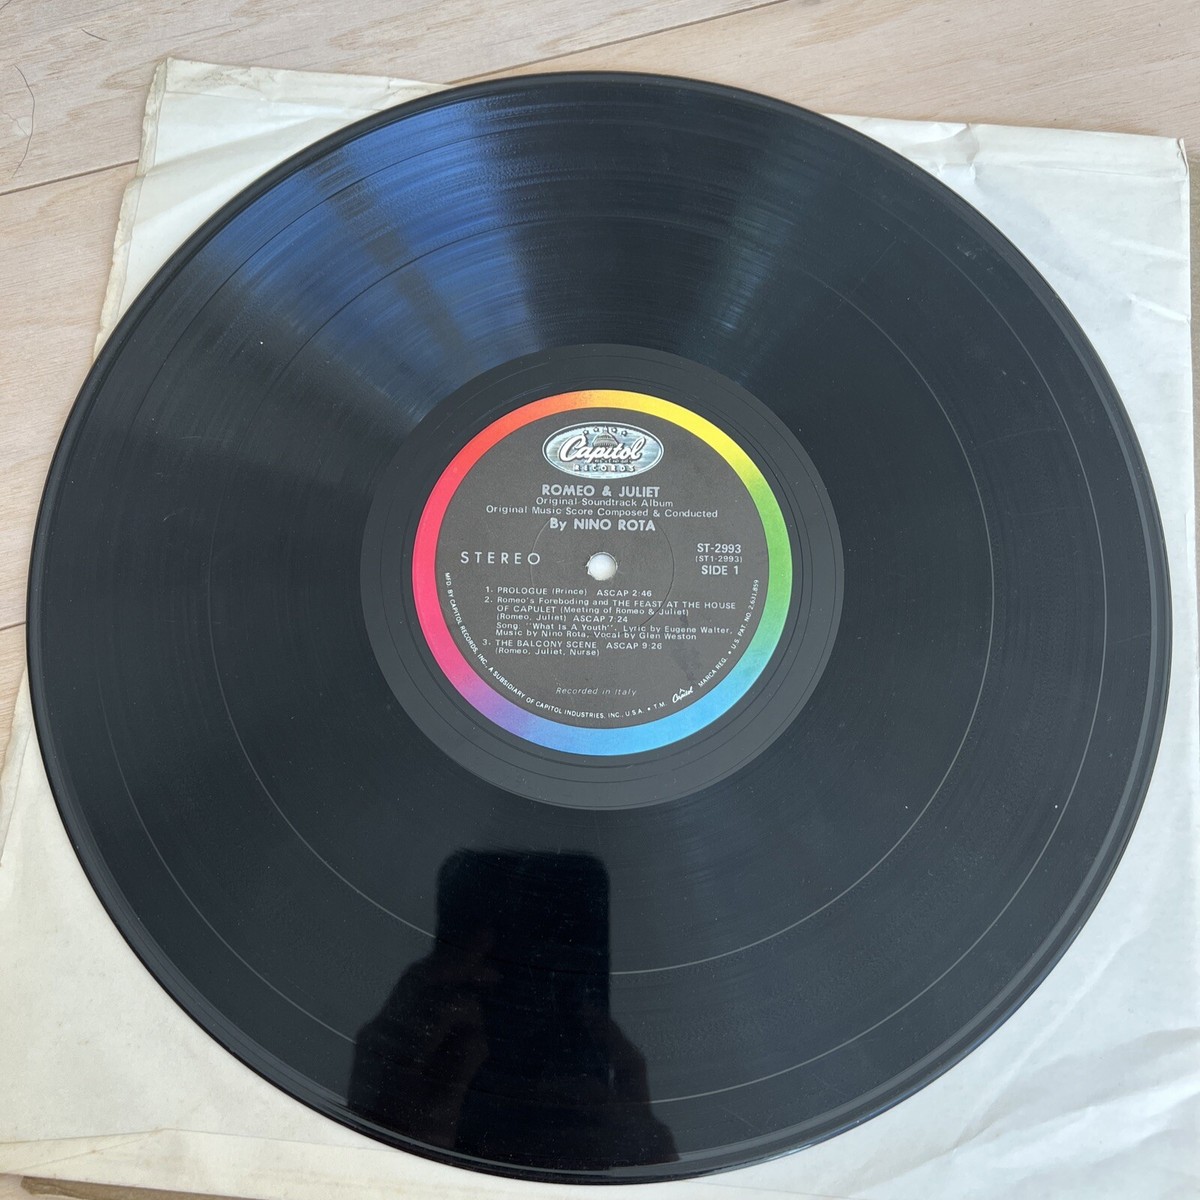 Capitol
RECORDS
ROMEO & JULIET
Original Soundtrack Album
Original Music Score Composed & Conducted
By NINO ROTA
STEREO
ST-2993
(ST1-2993)
SIDE 1
1. PROLOGUE (Prince) ASCAP 2:46
2. Romeo's Foreboding and THE FEAST AT THE HOUSE
OF CAPULET (Meeting of Romeo & Juliet)
(Romeo, Juliet) ASCAP 7:24
Song: "What Is A Youth", Lyric by Eugene Walter,
Music by Nino Rota, Vocal by Glen Weston
3. THE BALCONY SCENE ASCAP 9:26
(Romeo, Juliet, Nurse)
Recorded in Italy
MFD. BY CAPITOL RECORDS, INC., A SUBSIDIARY OF CAPITOL INDUSTRIES, INC., U.S.A. • T.M. Capitol MARCA REG. • U.S. PAT. NO. 2,631,859